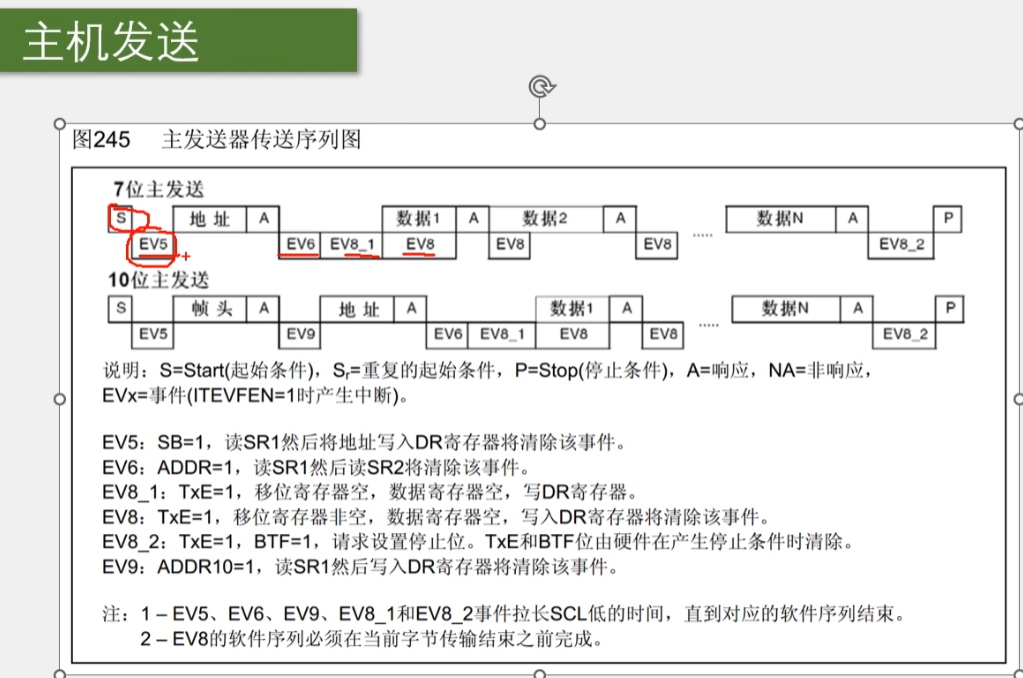 主机发送
图245 主发送器传送序列图
7位主发送
S 地 址 A 数据1 A 数据2 A 数据N A P
EV5 EV6 EV8_1 EV8 EV8 EV8 ..... EV8_2
10位主发送
S 帧 头 A 地 址 A 数据1 A 数据N A P
EV5 EV9 EV6 EV8_1 EV8 EV8 ..... EV8_2
说明：S=Start(起始条件)，Sr=重复的起始条件，P=Stop(停止条件)，A=响应，NA=非响应，
EVx=事件(ITEVFEN=1时产生中断)。
EV5：SB=1，读SR1然后将地址写入DR寄存器将清除该事件。
EV6：ADDR=1，读SR1然后读SR2将清除该事件。
EV8_1：TxE=1，移位寄存器空，数据寄存器空，写DR寄存器。
EV8：TxE=1，移位寄存器非空，数据寄存器空，写入DR寄存器将清除该事件。
EV8_2：TxE=1，BTF=1，请求设置停止位。TxE和BTF位由硬件在产生停止条件时清除。
EV9：ADDR10=1，读SR1然后写入DR寄存器将清除该事件。
注：1 – EV5、EV6、EV9、EV8_1和EV8_2事件拉长SCL低的时间，直到对应的软件序列结束。
2 – EV8的软件序列必须在当前字节传输结束之前完成。